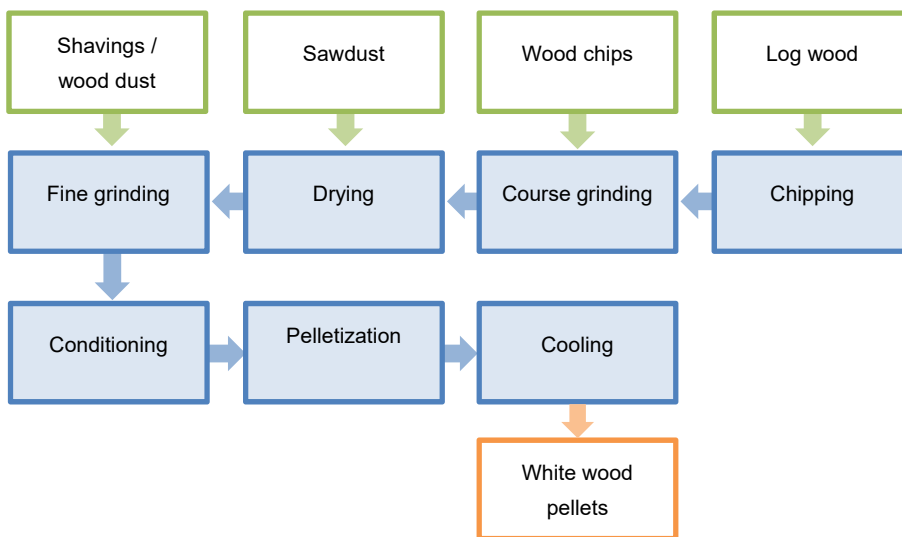 Shavings /
wood dust
Sawdust
Wood chips
Log wood
Fine grinding
Drying
Course grinding
Chipping
Conditioning
Pelletization
Cooling
White wood
pellets